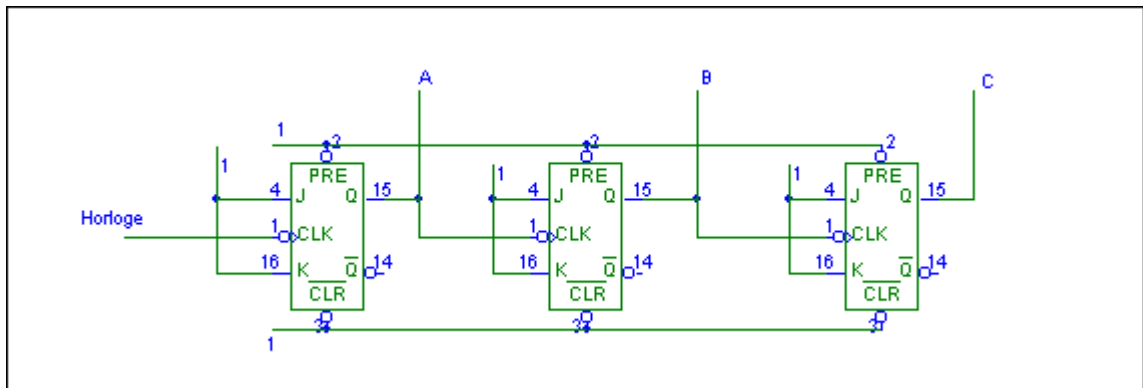 A B C
1 2 2 2
1 1 1
PRE PRE PRE
4 J Q 15 4 J Q 15 4 J Q 15
Horloge 1 CLK 1 CLK 1 CLK
16 K Q 14 16 K Q 14 16 K Q 14
CLR CLR CLR
3 3 3
1